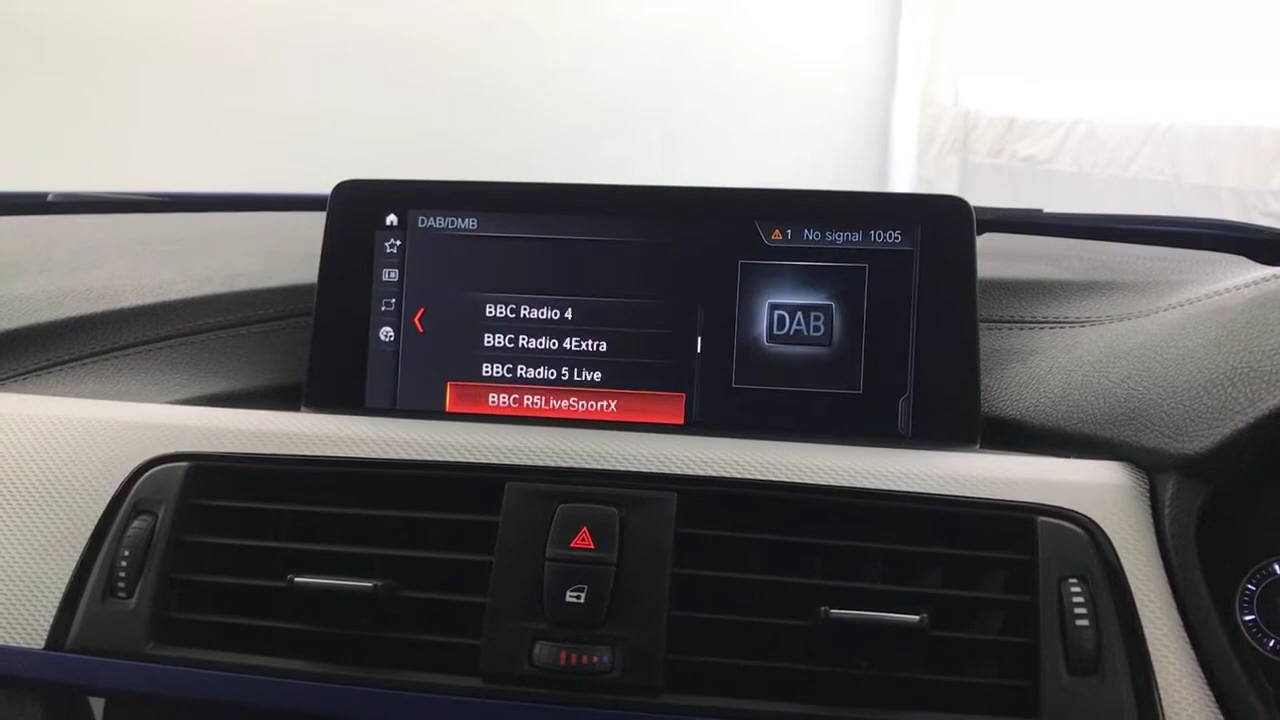 DAB/DMB
1 No signal 10:05
BBC Radio 4
BBC Radio 4Extra
BBC Radio 5 Live
BBC R5LiveSportX
DAB